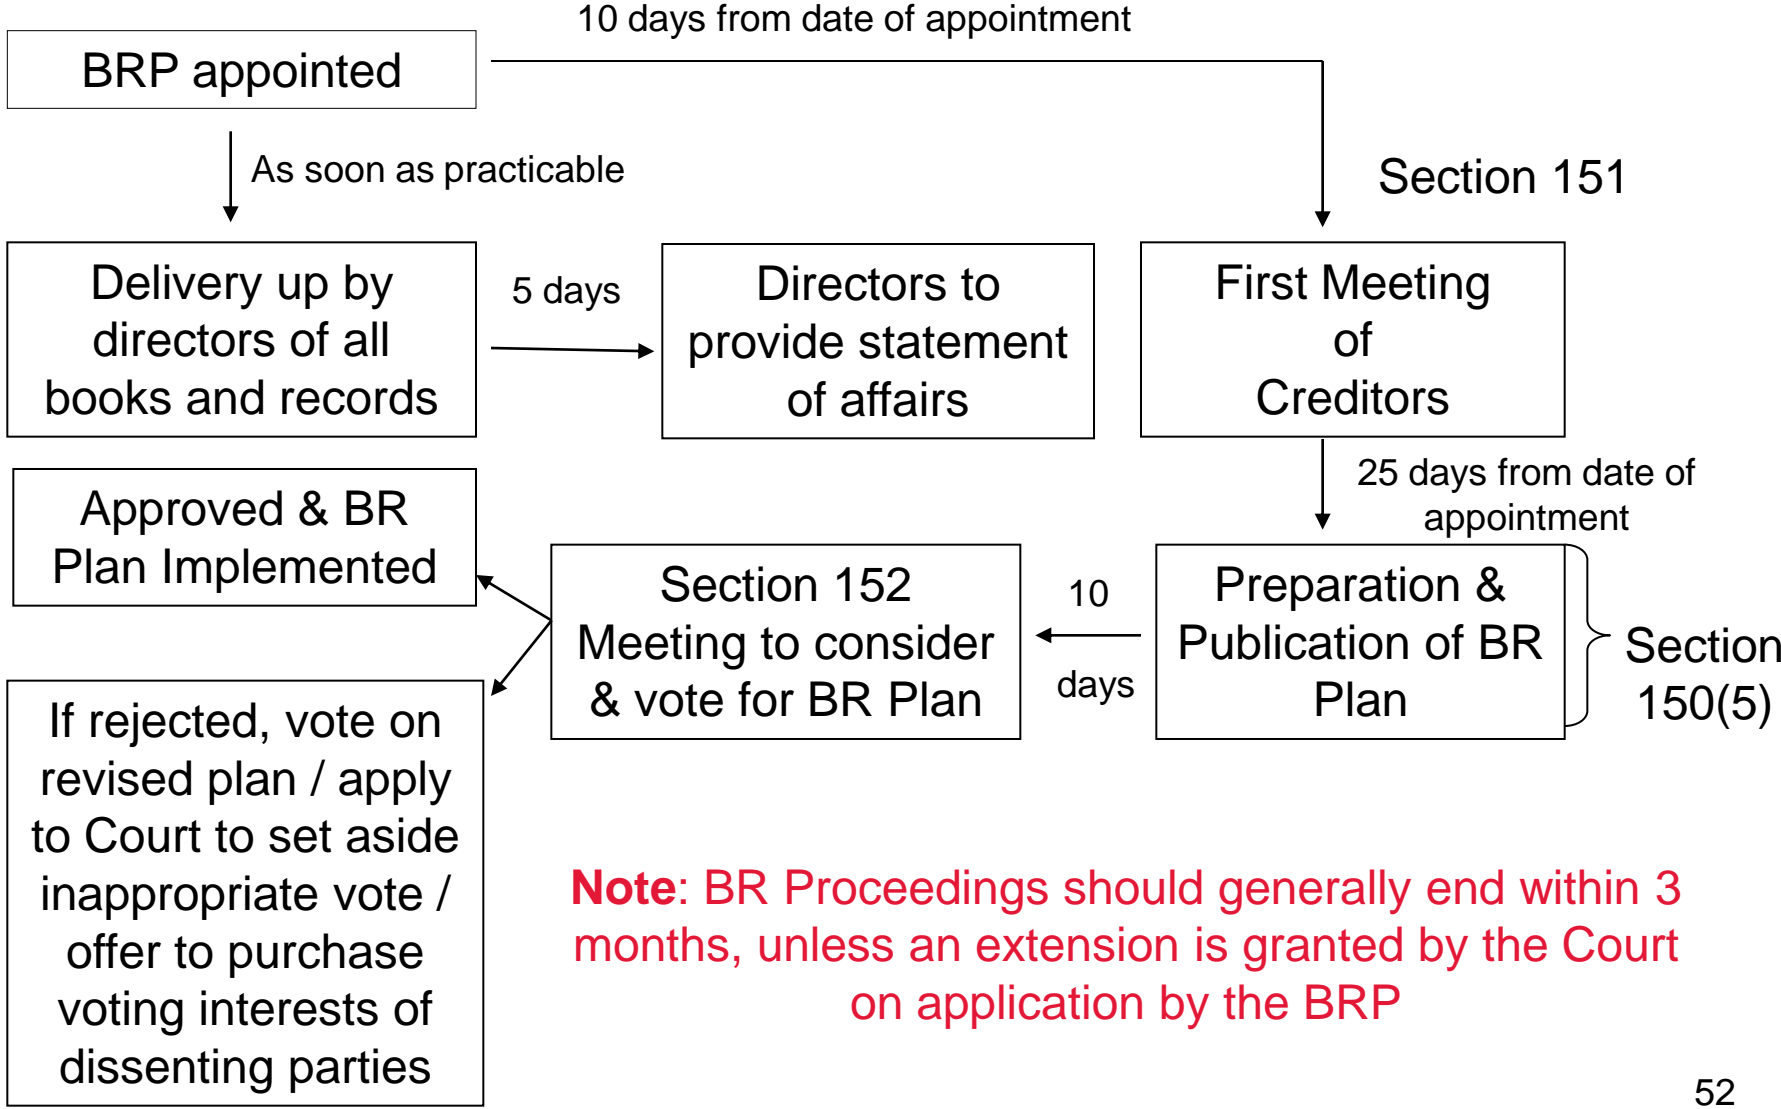 10 days from date of appointment
BRP appointed
As soon as practicable
Section 151
Delivery up by
directors of all
books and records
5 days
Directors to
provide statement
of affairs
First Meeting
of
Creditors
25 days from date of
appointment
Approved & BR
Plan Implemented
Section 152
Meeting to consider
& vote for BR Plan
10
days
Preparation &
Publication of BR
Plan
Section
150(5)
If rejected, vote on
revised plan / apply
to Court to set aside
inappropriate vote /
offer to purchase
voting interests of
dissenting parties
Note: BR Proceedings should generally end within 3
months, unless an extension is granted by the Court
on application by the BRP
52